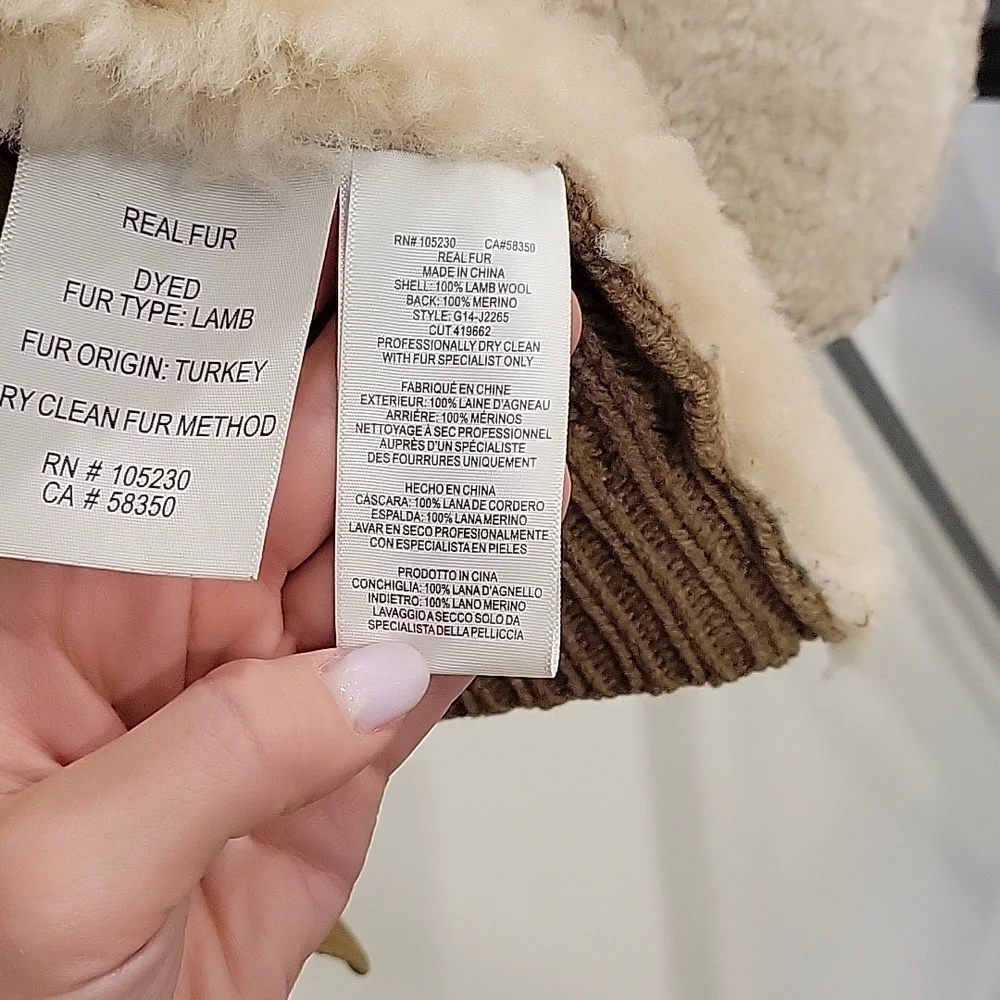 REAL FUR
DYED
FUR TYPE: LAMB
FUR ORIGIN: TURKEY
RY CLEAN FUR METHOD
RN # 105230
CA # 58350
RN# 105230 CA#58350
REAL FUR
MADE IN CHINA
SHELL: 100% LAMB WOOL
BACK: 100% MERINO
STYLE: G14-J2265
CUT 419662
PROFESSIONALLY DRY CLEAN
WITH FUR SPECIALIST ONLY
FABRIQUÉ EN CHINE
EXTERIEUR: 100% LAINE D'AGNEAU
ARRIÉRE: 100% MÉRINOS
NETTOYAGE À SEC PROFESSIONNEL
AUPRÈS D'UN SPÉCIALISTE
DES FOURRURES UNIQUEMENT
HECHO EN CHINA
CÁSCARA: 100% LANA DE CORDERO
ESPALDA: 100% LANA MERINO
LAVAR EN SECO PROFESIONALMENTE
CON ESPECIALISTA EN PIELES
PRODOTTO IN CINA
CONCHIGLIA: 100% LANA D'AGNELLO
INDIETRO: 100% LANO MERINO
LAVAGGIO A SECCO SOLO DA
SPECIALISTA DELLA PELLICCIA